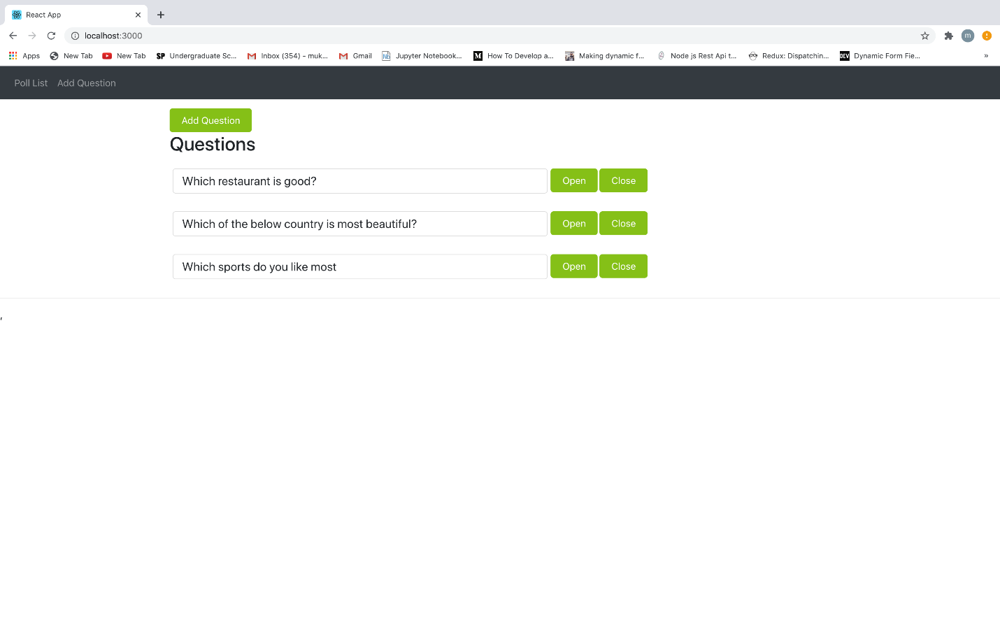 React App
localhost:3000
m
Apps New Tab New Tab SP Undergraduate Sc... Inbox (354) – muk... Gmail Nb Jupyter Notebook... M How To Develop a... Making dynamic f... Node js Rest Api t... Redux: Dispatchin... DEV Dynamic Form Fie... »
Poll List Add Question
Add Question
Questions
Which restaurant is good? Open Close
Which of the below country is most beautiful? Open Close
Which sports do you like most Open Close
,